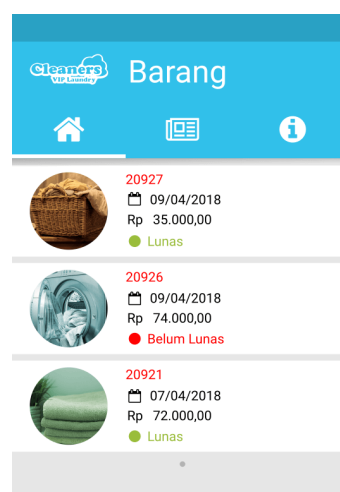 Cleaners
VIP Laundry
Barang
20927
09/04/2018
Rp 35.000,00
Lunas
20926
09/04/2018
Rp 74.000,00
Belum Lunas
20921
07/04/2018
Rp 72.000,00
Lunas